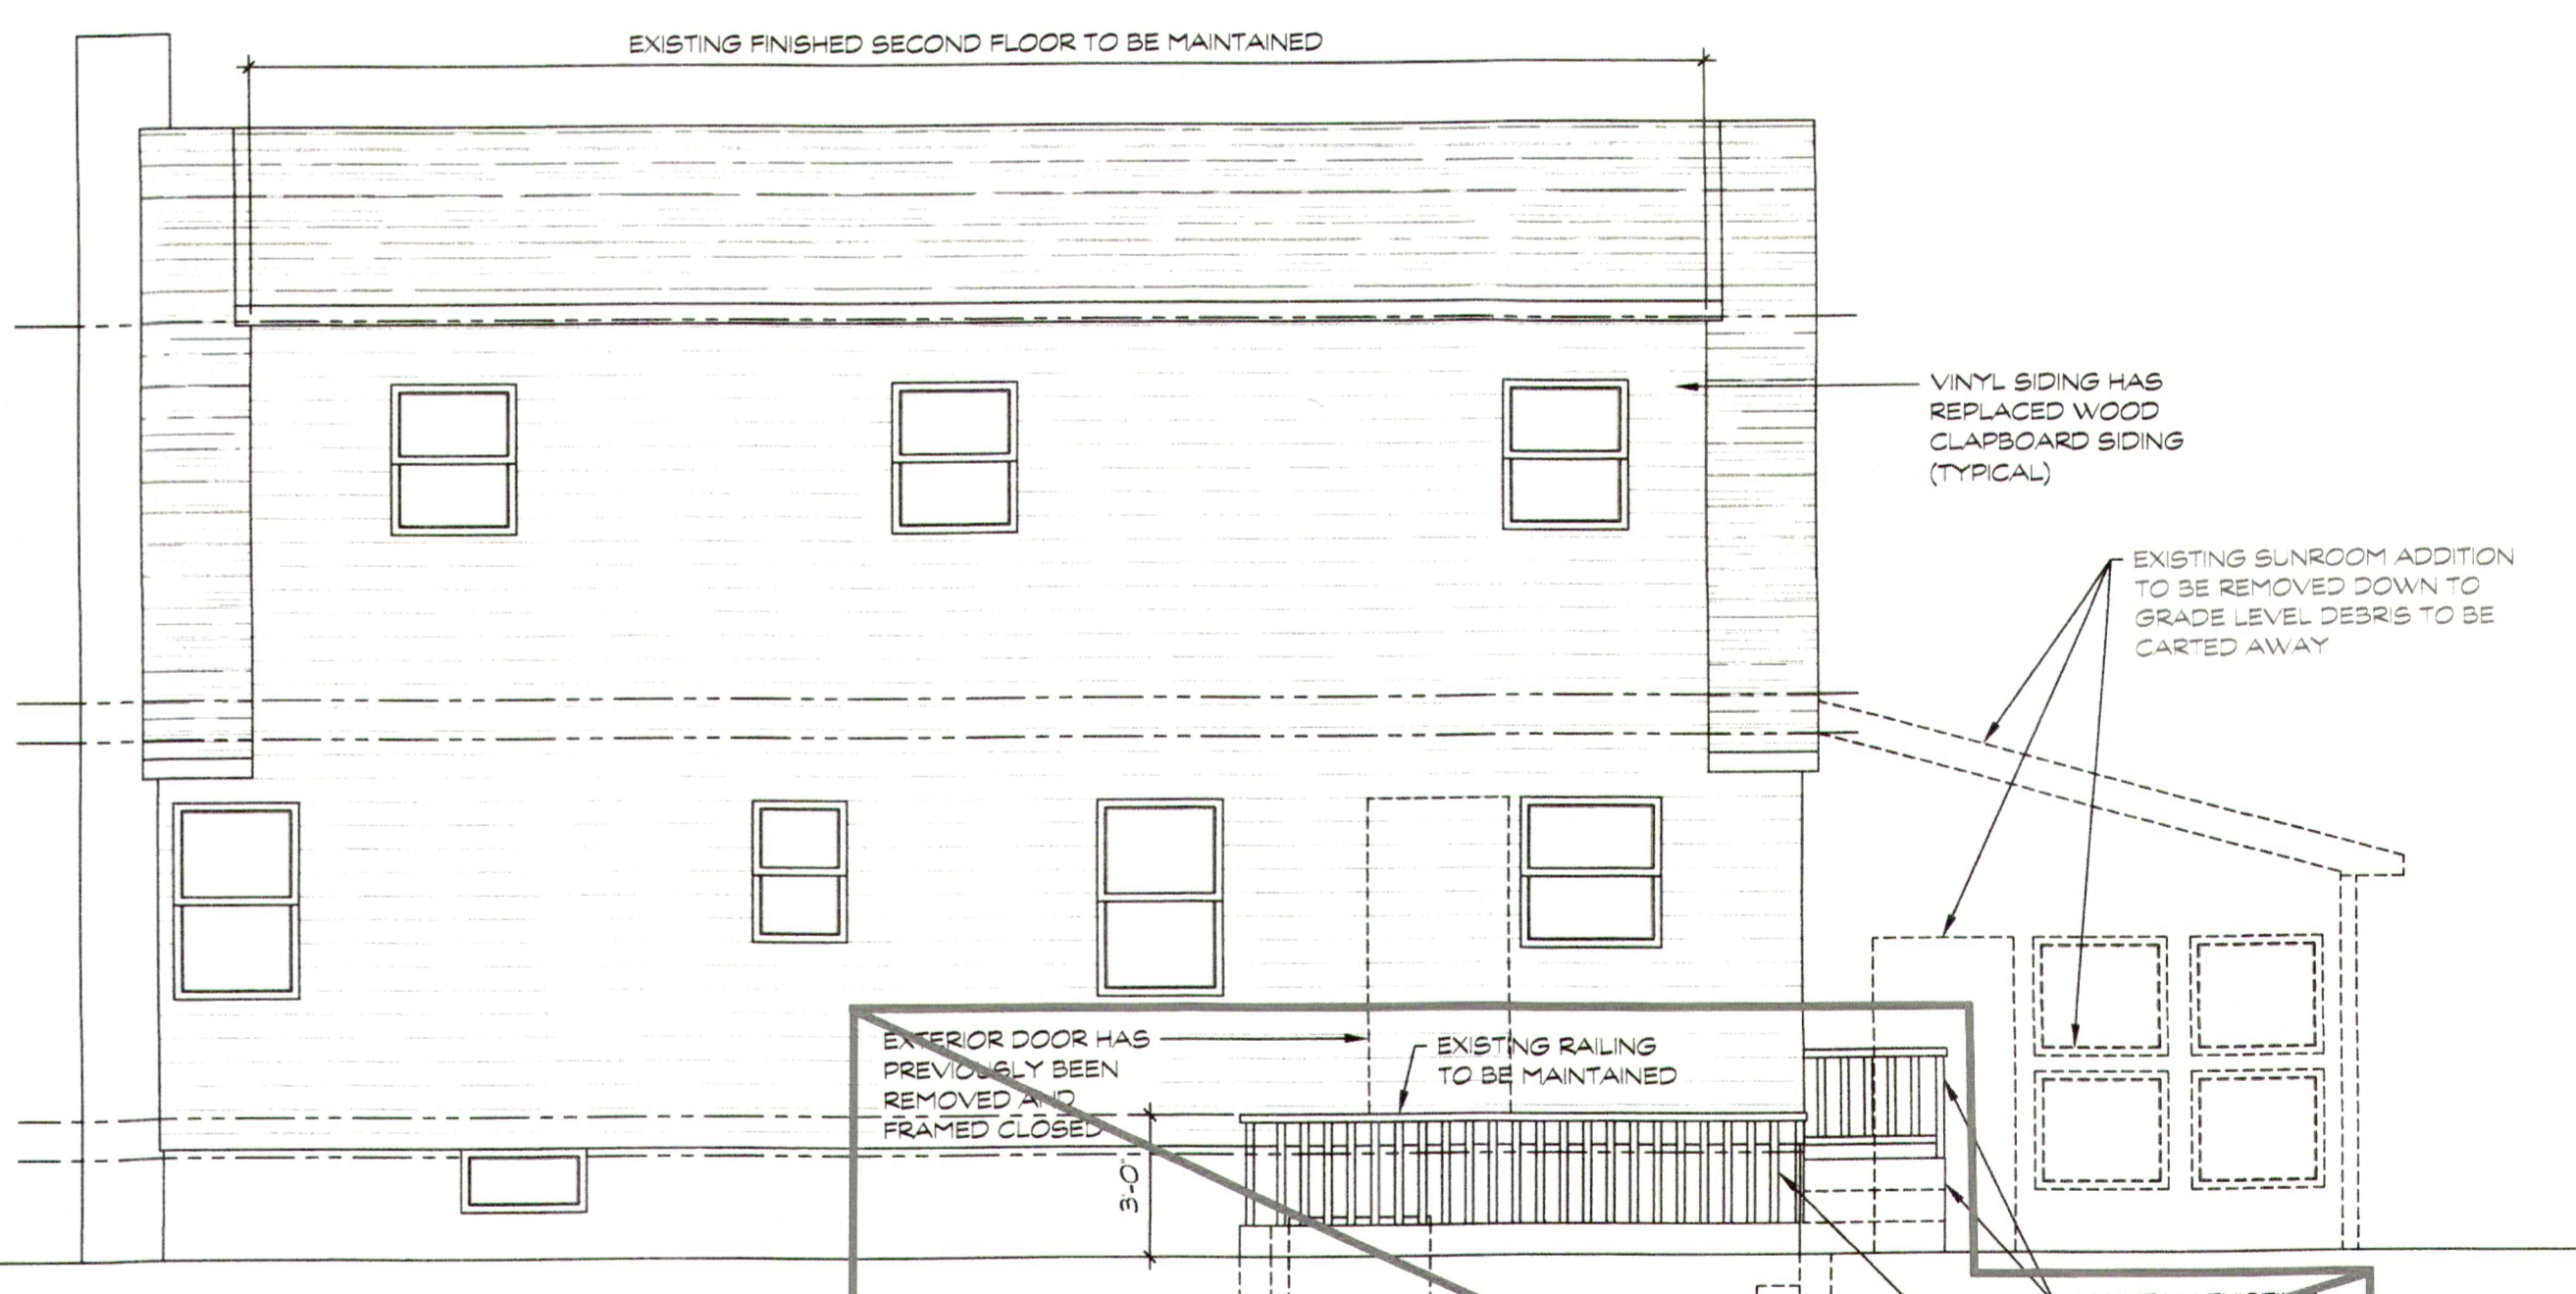 EXISTING FINISHED SECOND FLOOR TO BE MAINTAINED
VINYL SIDING HAS
REPLACED WOOD
CLAPBOARD SIDING
(TYPICAL)
EXISTING SUNROOM ADDITION
TO BE REMOVED DOWN TO
GRADE LEVEL DEBRIS TO BE
CARTED AWAY
EXTERIOR DOOR HAS
PREVIOUSLY BEEN
REMOVED AND
FRAMED CLOSED
EXISTING RAILING
TO BE MAINTAINED
3'-0"